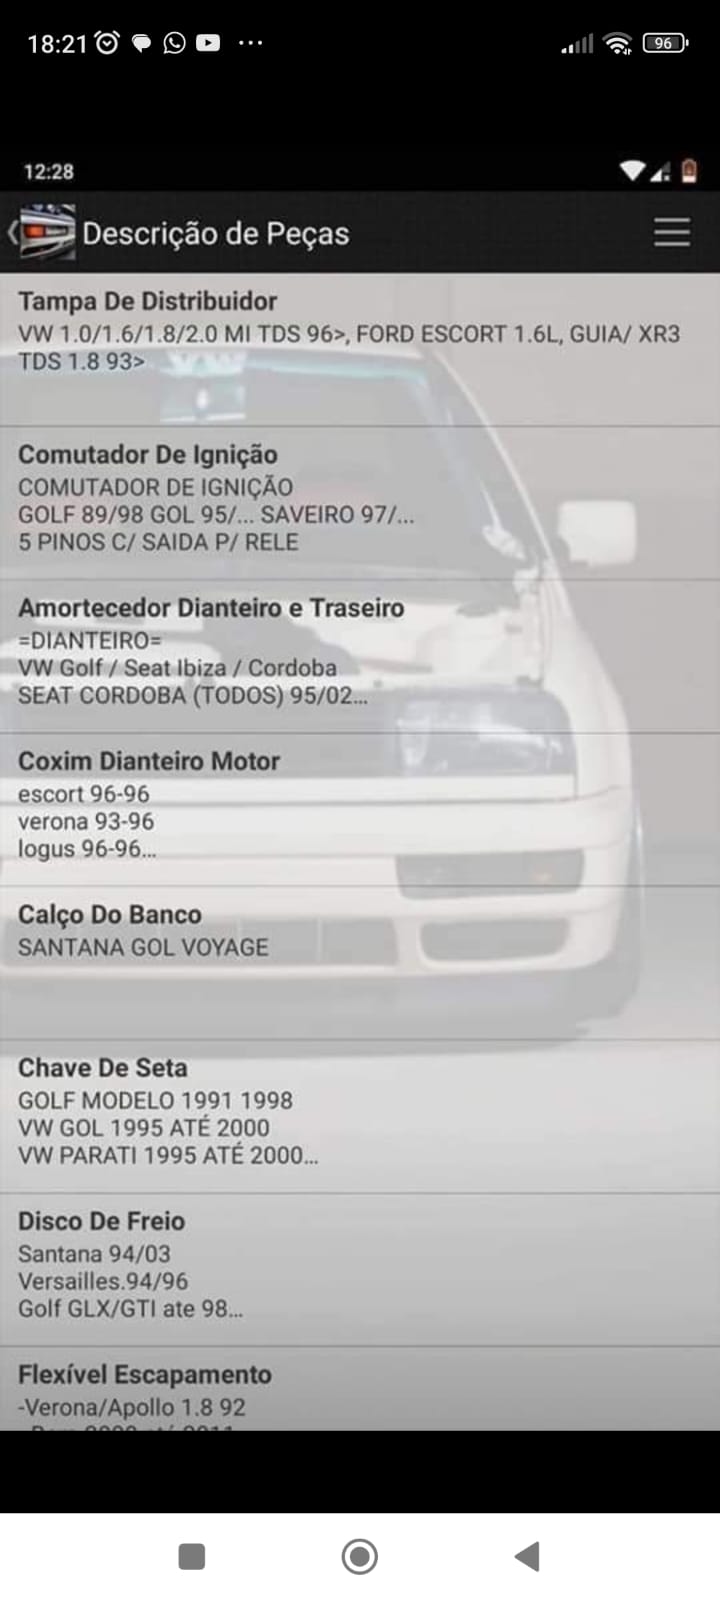 18:21
96
12:28
Descrição de Peças
Tampa De Distribuidor
VW 1.0/1.6/1.8/2.0 MI TDS 96>, FORD ESCORT 1.6L, GUIA/ XR3
TDS 1.8 93>
Comutador De Ignição
COMUTADOR DE IGNIÇÃO
GOLF 89/98 GOL 95/... SAVEIRO 97/...
5 PINOS C/ SAIDA P/ RELE
Amortecedor Dianteiro e Traseiro
=DIANTEIRO=
VW Golf / Seat Ibiza / Cordoba
SEAT CORDOBA (TODOS) 95/02...
Coxim Dianteiro Motor
escort 96-96
verona 93-96
logus 96-96...
Calço Do Banco
SANTANA GOL VOYAGE
Chave De Seta
GOLF MODELO 1991 1998
VW GOL 1995 ATÉ 2000
VW PARATI 1995 ATÉ 2000...
Disco De Freio
Santana 94/03
Versailles.94/96
Golf GLX/GTI ate 98...
Flexível Escapamento
-Verona/Apollo 1.8 92